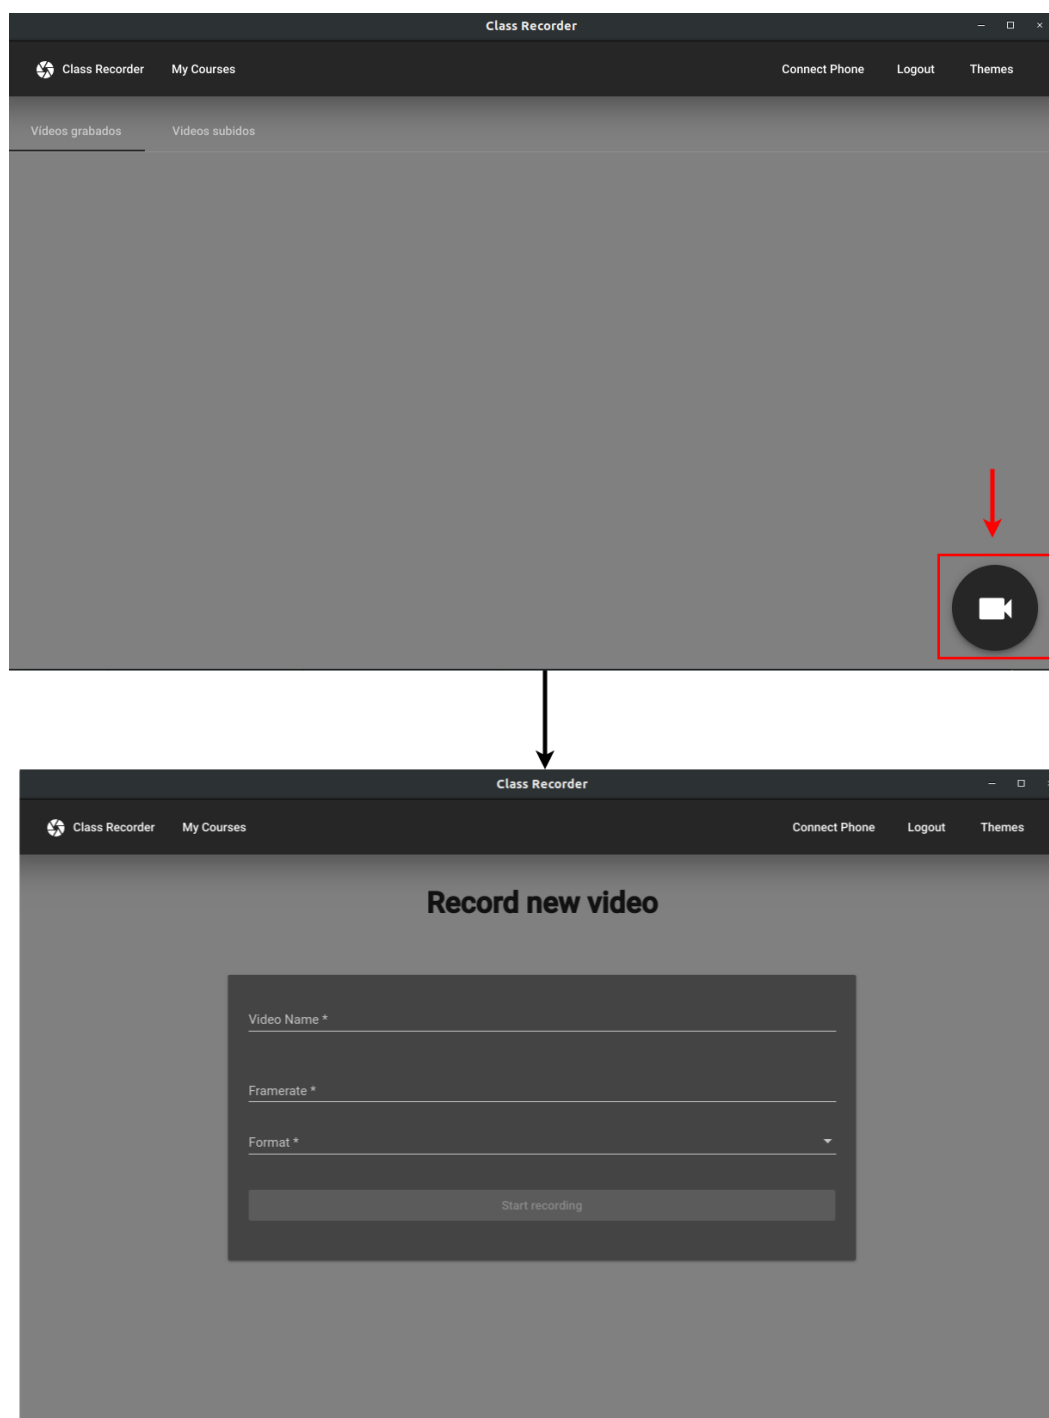 Class Recorder
Class Recorder My Courses Connect Phone Logout Themes
Vídeos grabados Videos subidos
Class Recorder
Class Recorder My Courses Connect Phone Logout Themes
Record new video
Video Name *
Framerate *
Format *
Start recording